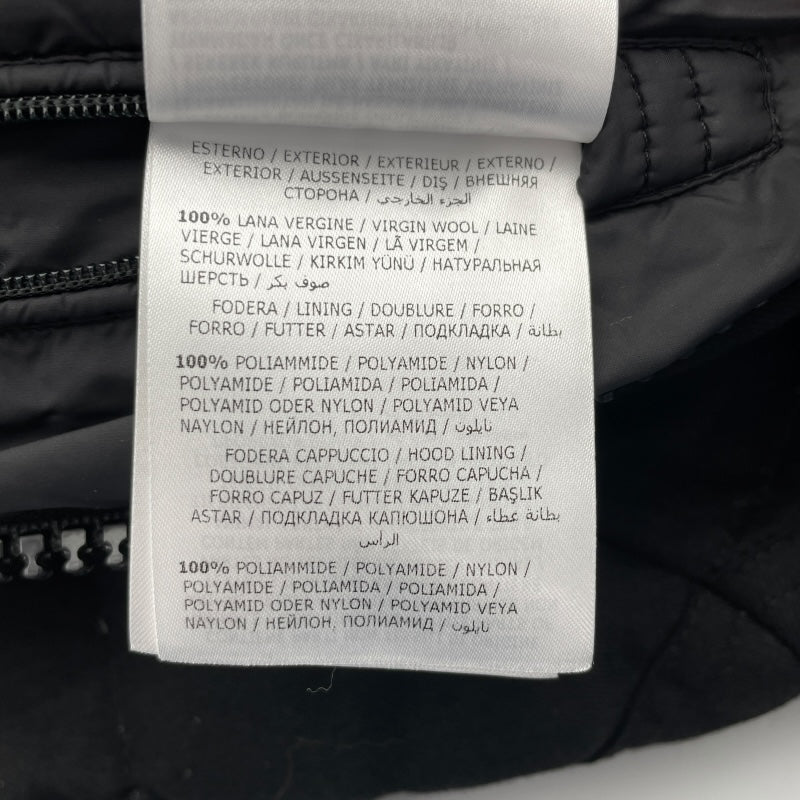 ESTERNO / EXTERIOR / EXTERIEUR / EXTERNO /
EXTERIOR / AUSSENSEITE / DIŞ / ВНЕШНЯЯ
СТОРОНА / الجزء الخارجي
100% LANA VERGINE / VIRGIN WOOL / LAINE
VIERGE / LANA VIRGEN / LÃ VIRGEM /
SCHURWOLLE / KIRKIM YÜNÜ / НАТУРАЛЬНАЯ
ШЕРСТЬ / صوف بكر
FODERA / LINING / DOUBLURE / FORRO /
FORRO / FUTTER / ASTAR / ПОДКЛАДКА / بطانة
100% POLIAMMIDE / POLYAMIDE / NYLON /
POLYAMIDE / POLIAMIDA / POLIAMIDA /
POLYAMID ODER NYLON / POLYAMID VEYA
NAYLON / НЕЙЛОН, ПОЛИАМИД / نايلون
FODERA CAPPUCCIO / HOOD LINING /
DOUBLURE CAPUCHE / FORRO CAPUCHA /
FORRO CAPUZ / FUTTER KAPUZE / BAŞLIK
ASTAR / ПОДКЛАДКА КАПЮШОНА / بطانة غطاء
الرأس
100% POLIAMMIDE / POLYAMIDE / NYLON /
POLYAMIDE / POLIAMIDA / POLIAMIDA /
POLYAMID ODER NYLON / POLYAMID VEYA
NAYLON / НЕЙЛОН, ПОЛИАМИД / نايلون